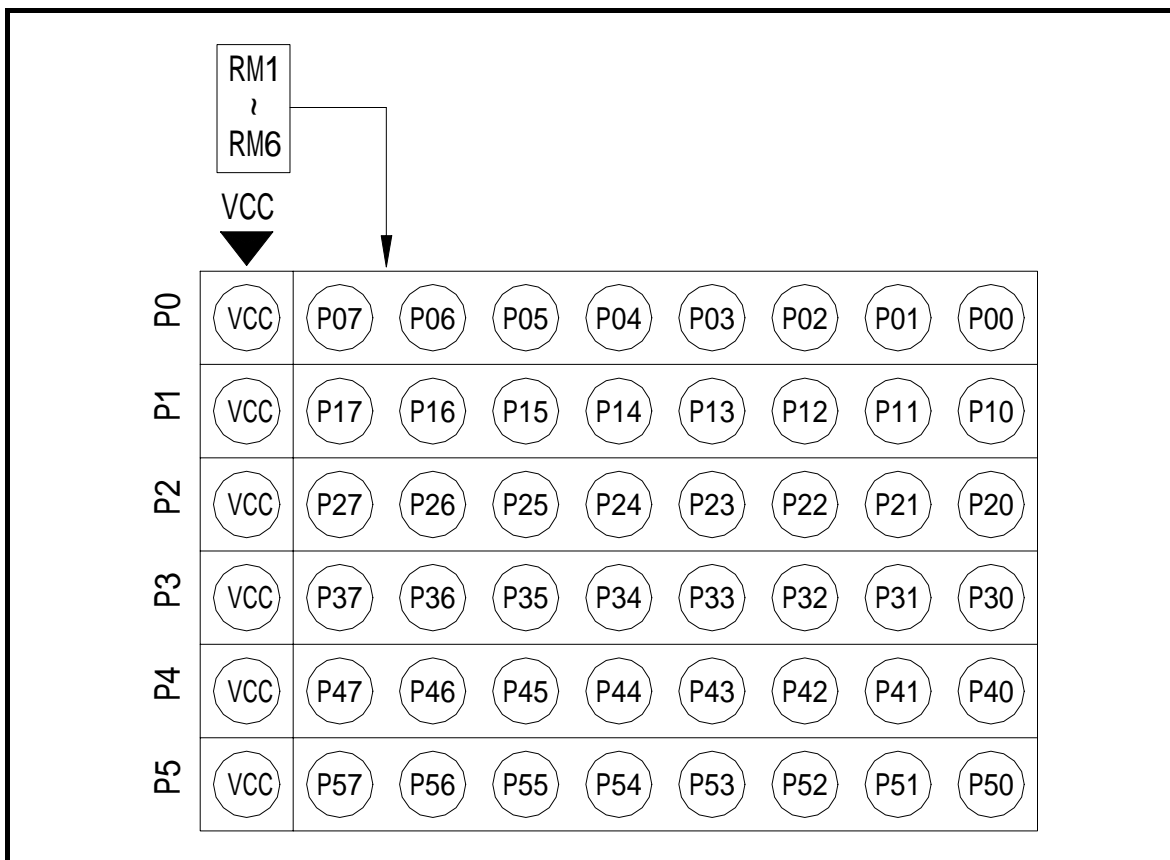 RM1
~
RM6
VCC
P0 VCC P07 P06 P05 P04 P03 P02 P01 P00
P1 VCC P17 P16 P15 P14 P13 P12 P11 P10
P2 VCC P27 P26 P25 P24 P23 P22 P21 P20
P3 VCC P37 P36 P35 P34 P33 P32 P31 P30
P4 VCC P47 P46 P45 P44 P43 P42 P41 P40
P5 VCC P57 P56 P55 P54 P53 P52 P51 P50